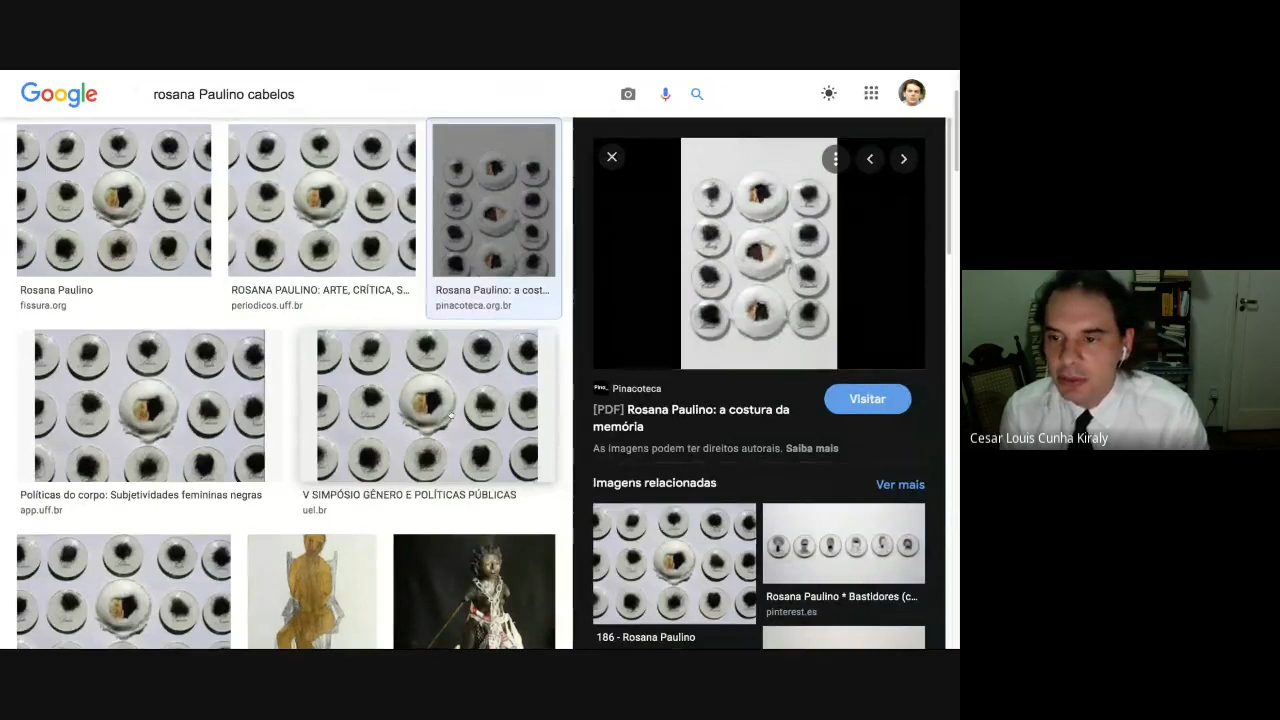 Google
rosana Paulino cabelos
Rosana Paulino
fissura.org
ROSANA PAULINO: ARTE, CRÍTICA, S...
periodicos.uff.br
Rosana Paulino: a cost...
pinacoteca.org.br
Políticas do corpo: Subjetividades femininas negras
app.uff.br
V SIMPÓSIO GÊNERO E POLÍTICAS PÚBLICAS
uel.br
Pinacoteca
Visitar
[PDF] Rosana Paulino: a costura da
memória
As imagens podem ter direitos autorais. Saiba mais
Imagens relacionadas
Ver mais
186 - Rosana Paulino
Rosana Paulino * Bastidores (c...
pinterest.es
Cesar Louis Cunha Kiraly